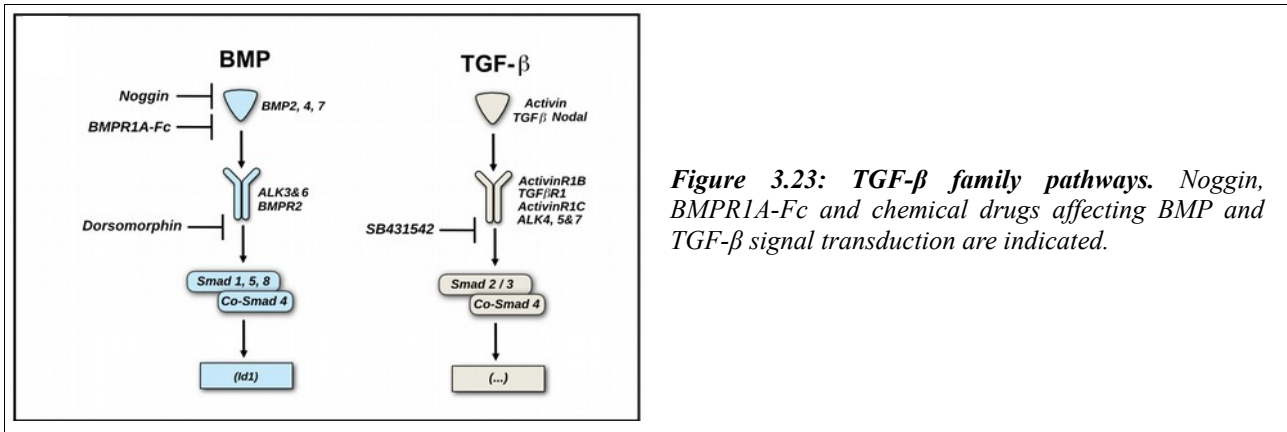 BMP
Noggin
BMP2, 4, 7
BMPR1A-Fc
ALK3&6
BMPR2
Dorsomorphin
Smad 1, 5, 8
Co-Smad 4
(Id1)
TGF-β
Activin
TGFβ Nodal
ActivinR1B
TGFβR1
ActivinR1C
ALK4, 5&7
SB431542
Smad 2 / 3
Co-Smad 4
(...)
Figure 3.23: TGF-β family pathways. Noggin,
BMPR1A-Fc and chemical drugs affecting BMP and
TGF-β signal transduction are indicated.